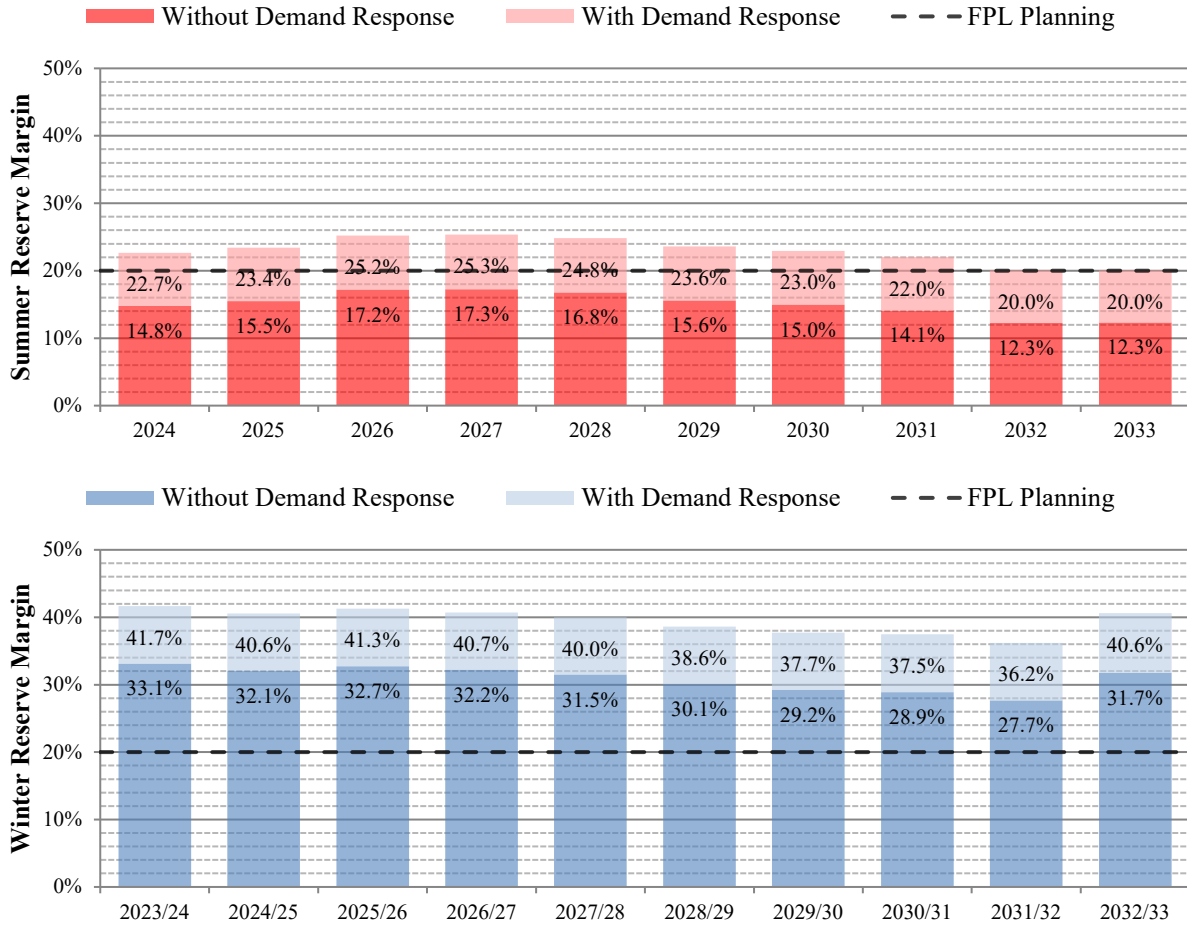 Without Demand Response With Demand Response FPL Planning
Summer Reserve Margin
50%
40%
30%
20%
10%
0%
22.7% 23.4% 25.2% 25.3% 24.8% 23.6% 23.0% 22.0% 20.0% 20.0%
14.8% 15.5% 17.2% 17.3% 16.8% 15.6% 15.0% 14.1% 12.3% 12.3%
2024 2025 2026 2027 2028 2029 2030 2031 2032 2033
Without Demand Response With Demand Response FPL Planning
Winter Reserve Margin
50%
40%
30%
20%
10%
0%
41.7% 40.6% 41.3% 40.7% 40.0% 38.6% 37.7% 37.5% 36.2% 40.6%
33.1% 32.1% 32.7% 32.2% 31.5% 30.1% 29.2% 28.9% 27.7% 31.7%
2023/24 2024/25 2025/26 2026/27 2027/28 2028/29 2029/30 2030/31 2031/32 2032/33